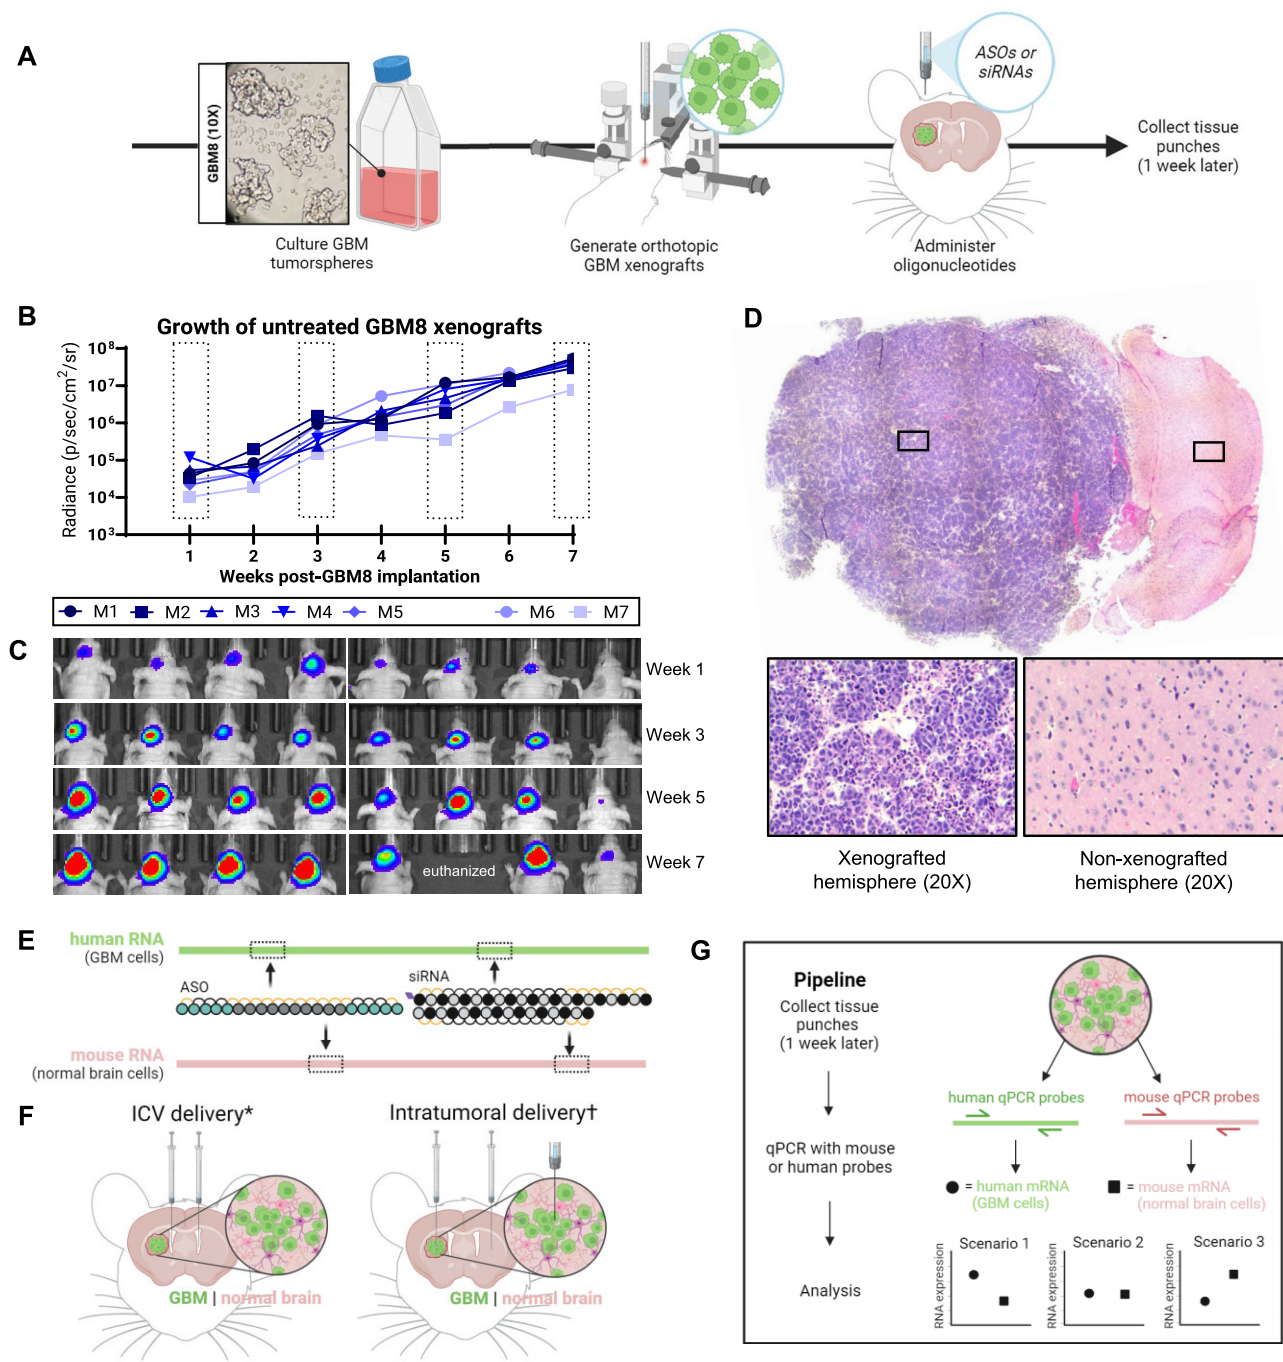 A
GBM8 (10X)
Culture GBM
tumorspheres
Generate orthotopic
GBM xenografts
ASOs or
siRNAs
Administer
oligonucleotides
Collect tissue
punches
(1 week later)
B
Growth of untreated GBM8 xenografts
Radiance (p/sec/cm²/sr)
10⁸
10⁷
10⁶
10⁵
10⁴
10³
1 2 3 4 5 6 7
Weeks post-GBM8 implantation
M1 M2 M3 M4 M5 M6 M7
C
Week 1
Week 3
Week 5
Week 7
euthanized
D
Xenografted
hemisphere (20X)
Non-xenografted
hemisphere (20X)
E
human RNA
(GBM cells)
ASO
siRNA
mouse RNA
(normal brain cells)
F
ICV delivery*
GBM | normal brain
Intratumoral delivery†
GBM | normal brain
G
Pipeline
Collect tissue
punches
(1 week later)
qPCR with mouse
or human probes
Analysis
human qPCR probes
mouse qPCR probes
= human mRNA
(GBM cells)
= mouse mRNA
(normal brain cells)
Scenario 1
RNA expression
Scenario 2
RNA expression
Scenario 3
RNA expression